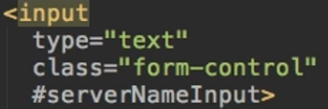 <input
type="text"
class="form-control"
#serverNameInput>